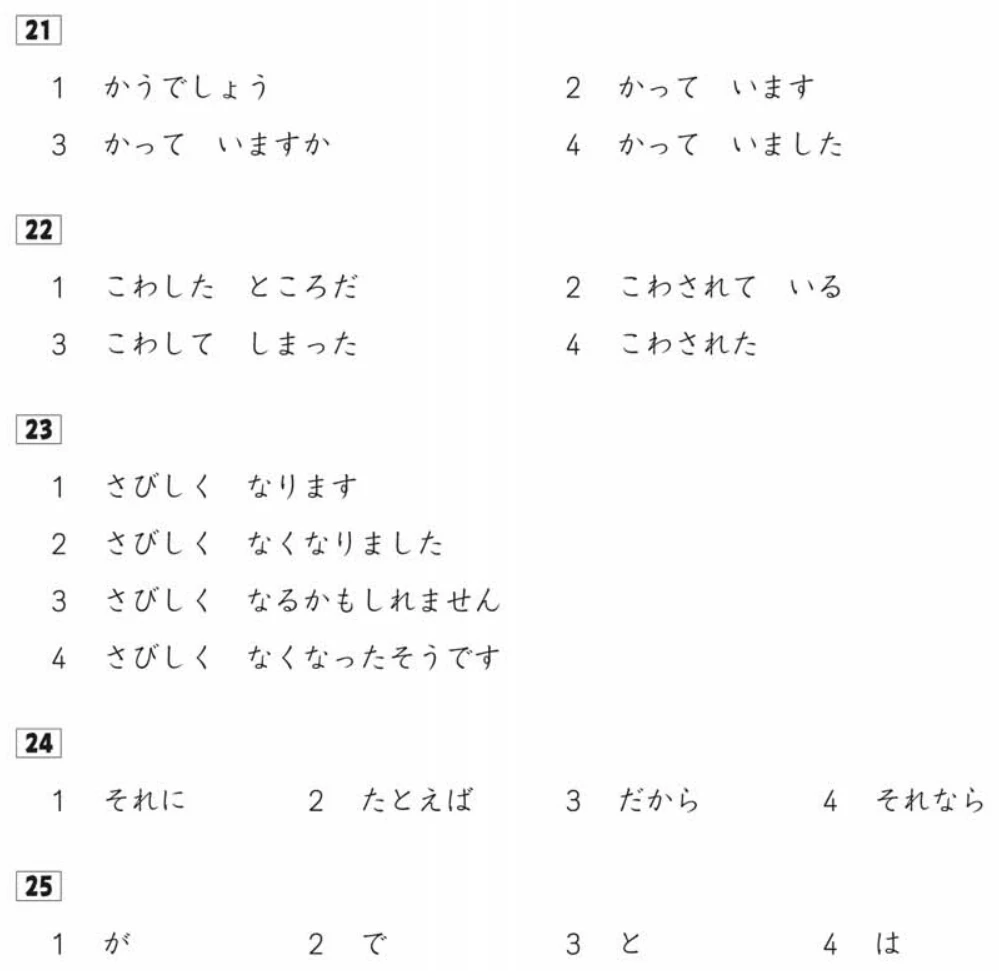 21
1 かうでしょう 2 かって います
3 かって いますか 4 かって いました
22
1 こわした ところだ 2 こわされて いる
3 こわして しまった 4 こわされた
23
1 さびしく なります
2 さびしく なくなりました
3 さびしく なるかもしれません
4 さびしく なくなったそうです
24
1 それに 2 たとえば 3 だから 4 それなら
25
1 が 2 で 3 と 4 は